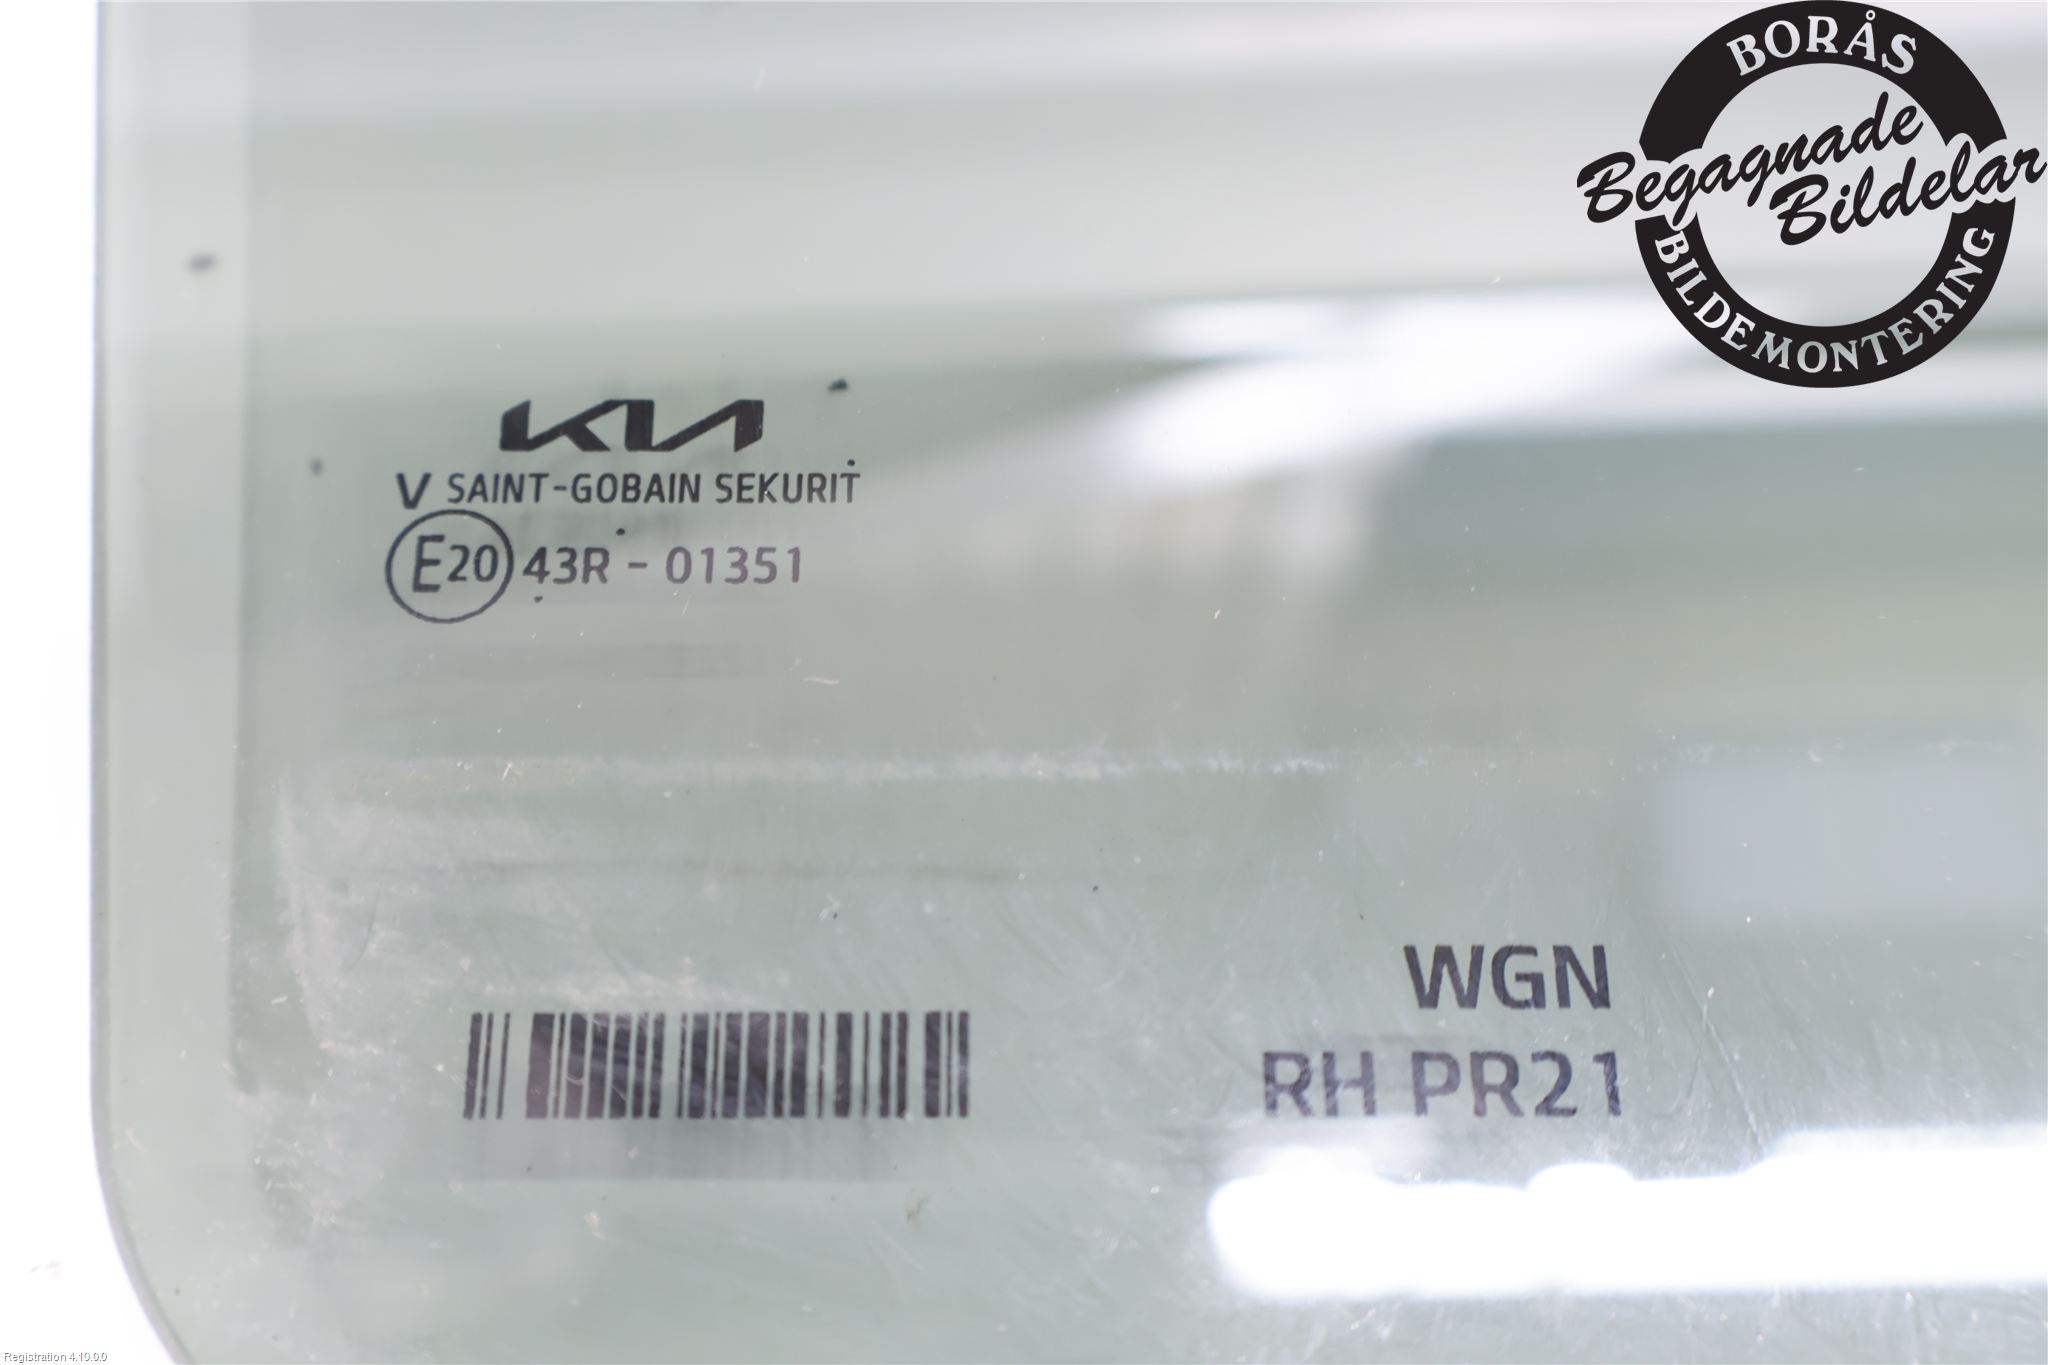 BORÅS
Begagnade
Bildelar
BILDEMONTERING
KIA
V SAINT-GOBAIN SEKURIT
E20 43R - 01351
WGN
RH PR21
Registration 4.10.0.0